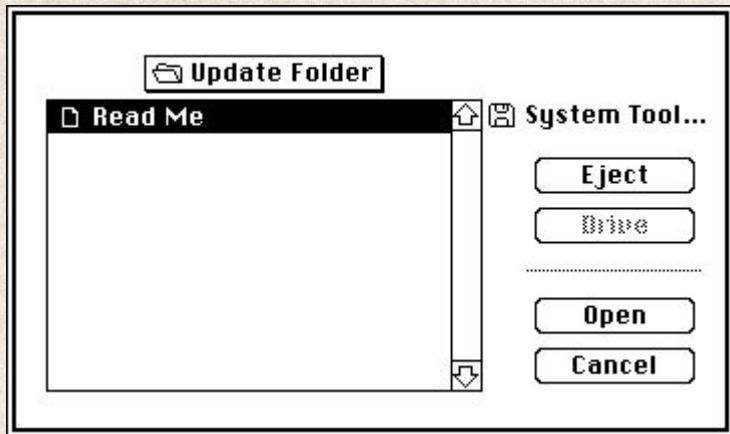 Update Folder
Read Me
System Tool...
Eject
Drive
Open
Cancel